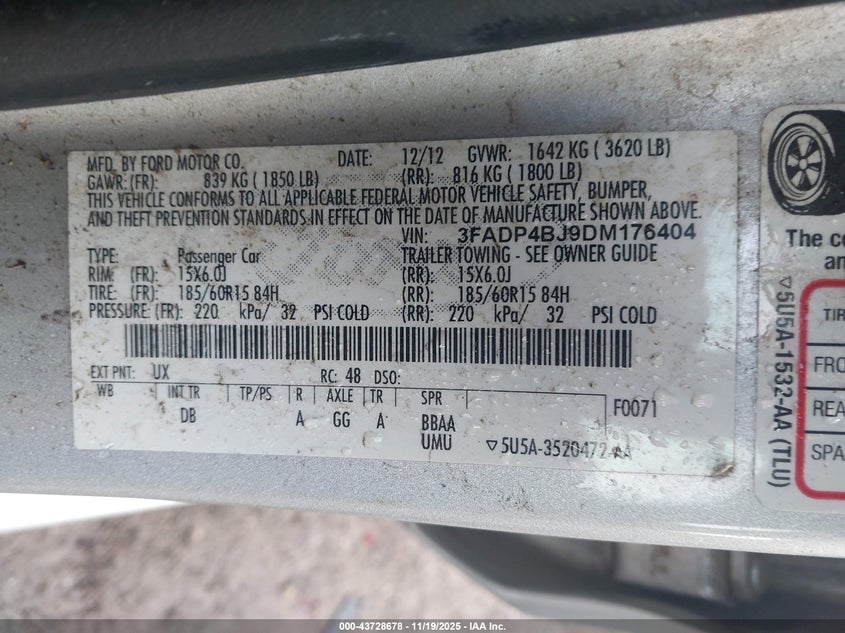 MFD. BY FORD MOTOR CO. DATE: 12/12 GVWR: 1642 KG ( 3620 LB)
GAWR: (FR): 839 KG ( 1850 LB) (RR): 816 KG ( 1800 LB)
THIS VEHICLE CONFORMS TO ALL APPLICABLE FEDERAL MOTOR VEHICLE SAFETY, BUMPER,
AND THEFT PREVENTION STANDARDS IN EFFECT ON THE DATE OF MANUFACTURE SHOWN ABOVE.
VIN: 3FADP4BJ9DM176404
TYPE: Passenger Car TRAILER TOWING - SEE OWNER GUIDE
RIM: (FR): 15X6.0J (RR): 15X6.0J
TIRE: (FR): 185/60R15 84H (RR): 185/60R15 84H
PRESSURE: (FR): 220 kPa/ 32 PSI COLD (RR): 220 kPa/ 32 PSI COLD
EXT PNT: UX RC: 48 DSO:
WB INT TR TP/PS R AXLE TR SPR F0071
DB A GG A BBAA
UMU ▽5U5A-3520472-AA
The co
an
▽5U5A-1532-AA (TLU)
TIR
FRO
REA
SPA
000-43728678 - 11/19/2025 - IAA Inc.